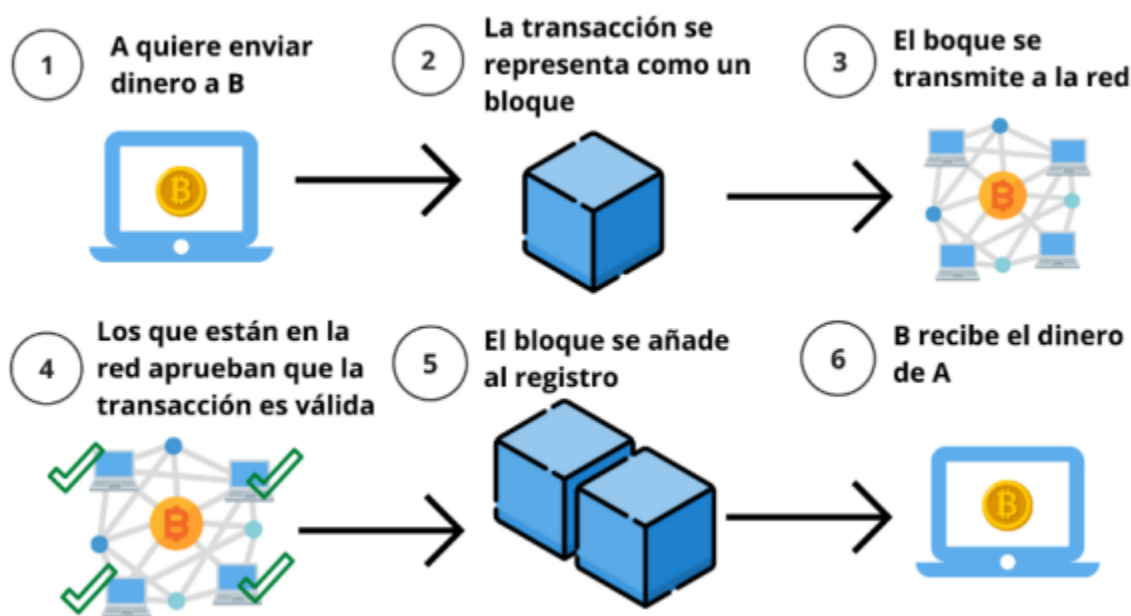 1
A quiere enviar
dinero a B
2
La transacción se
representa como un
bloque
3
El boque se
transmite a la red
4
Los que están en la
red aprueban que la
transacción es válida
5
El bloque se añade
al registro
6
B recibe el dinero
de A